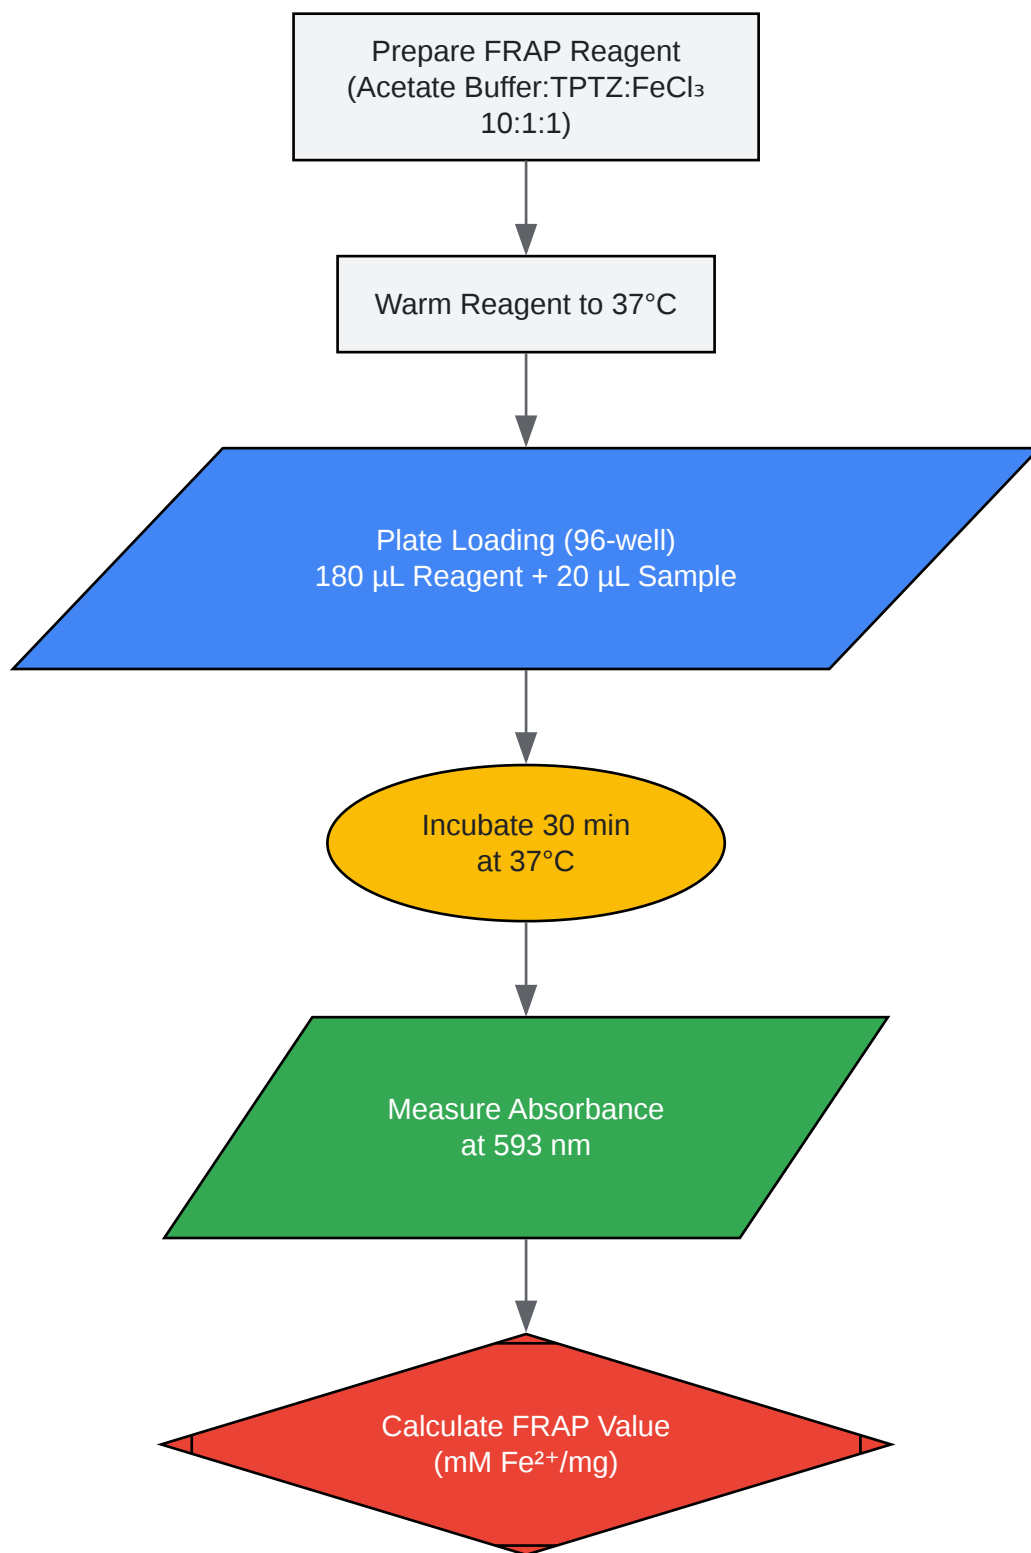 Prepare FRAP Reagent
(Acetate Buffer:TPTZ:FeCl₃
10:1:1)
Warm Reagent to 37°C
Plate Loading (96-well)
180 µL Reagent + 20 µL Sample
Incubate 30 min
at 37°C
Measure Absorbance
at 593 nm
Calculate FRAP Value
(mM Fe²⁺/mg)